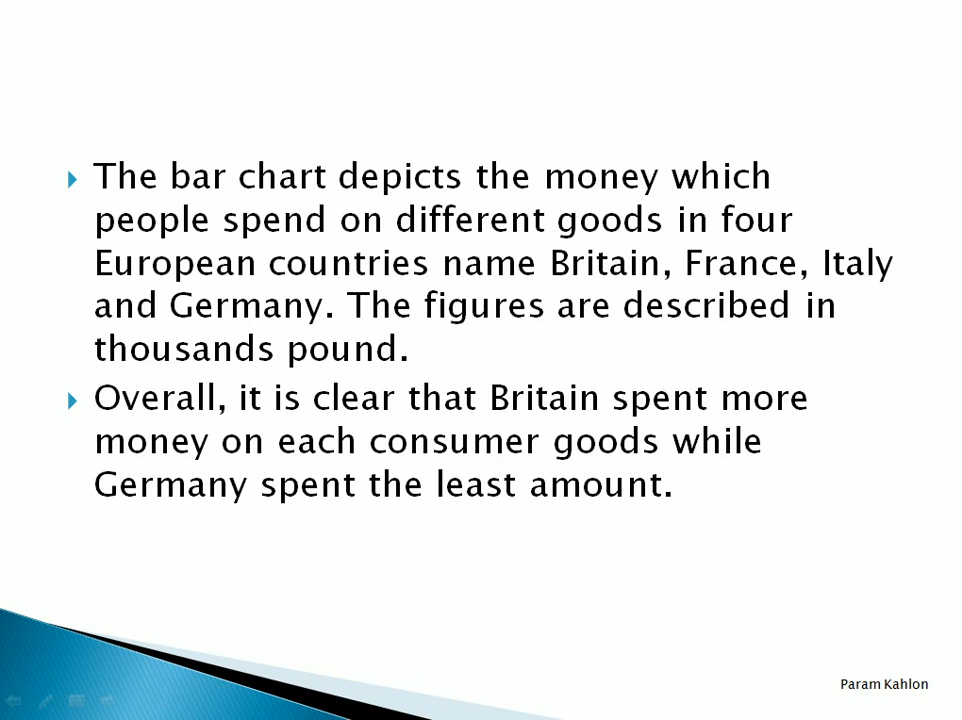 The bar chart depicts the money which
people spend on different goods in four
European countries name Britain, France, Italy
and Germany. The figures are described in
thousands pound.
Overall, it is clear that Britain spent more
money on each consumer goods while
Germany spent the least amount.
Param Kahlon